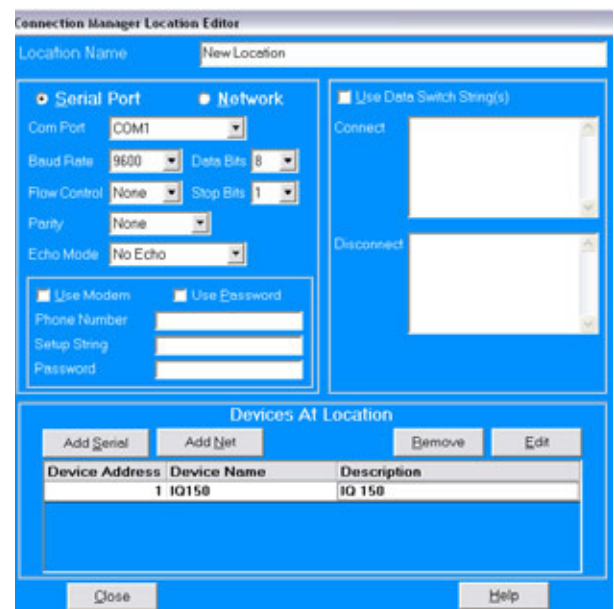 Connection Manager Location Editor
Location Name New Location
Serial Port Network
Com Port COM1
Baud Rate 9600 Data Bits 8
Flow Control None Stop Bits 1
Parity None
Echo Mode No Echo
Use Modem Use Password
Phone Number
Setup String
Password
Use Data Switch String(s)
Connect
Disconnect
Devices At Location
Add Serial Add Net Remove Edit
Device Address Device Name Description
1 IQ150 IQ 150
Close Help